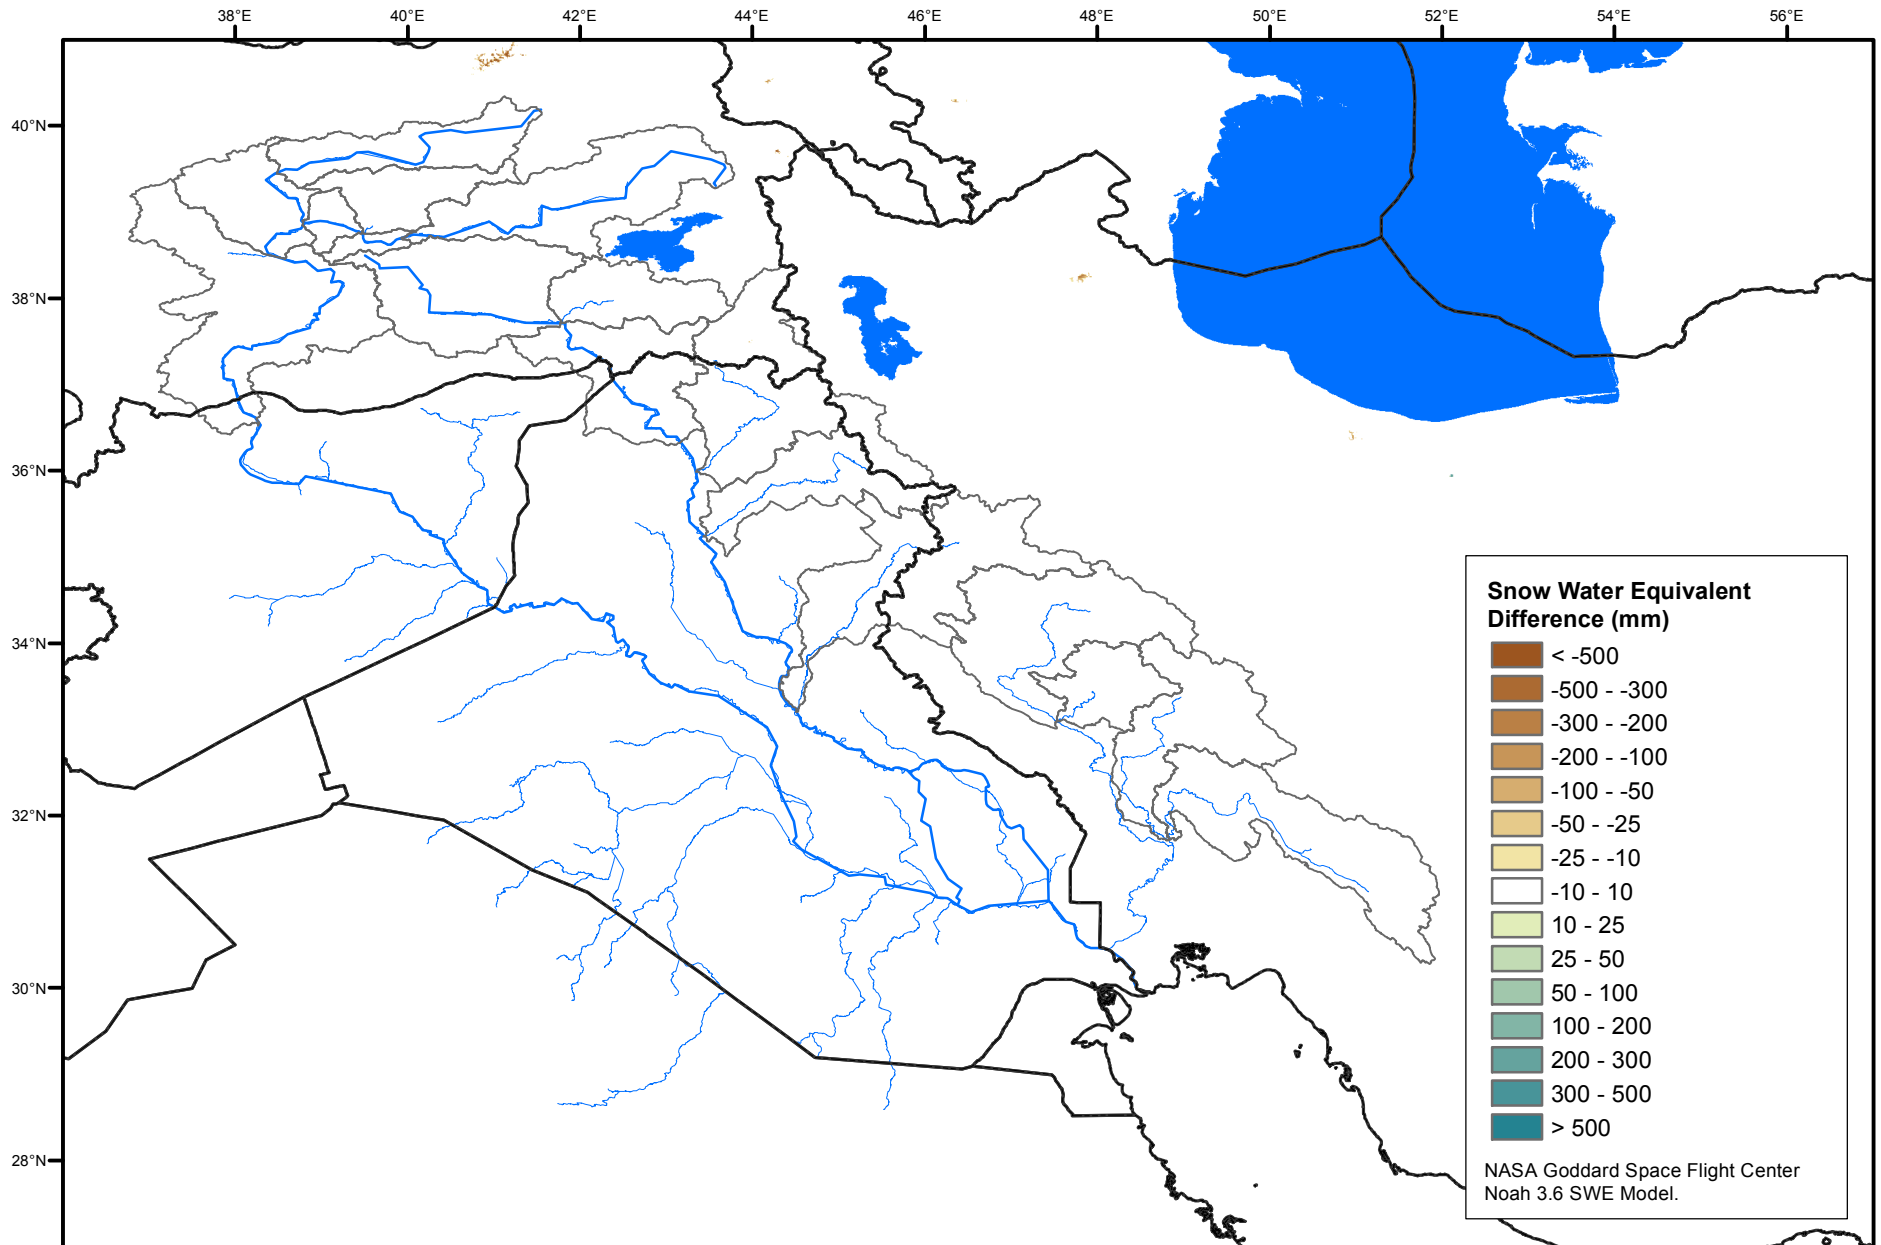 38°E 40°E 42°E 44°E 46°E 48°E 50°E 52°E 54°E 56°E
40°N
38°N
36°N
34°N
32°N
30°N
28°N
Snow Water Equivalent
Difference (mm)
< -500
-500 - -300
-300 - -200
-200 - -100
-100 - -50
-50 - -25
-25 - -10
-10 - 10
10 - 25
25 - 50
50 - 100
100 - 200
200 - 300
300 - 500
> 500
NASA Goddard Space Flight Center
Noah 3.6 SWE Model.